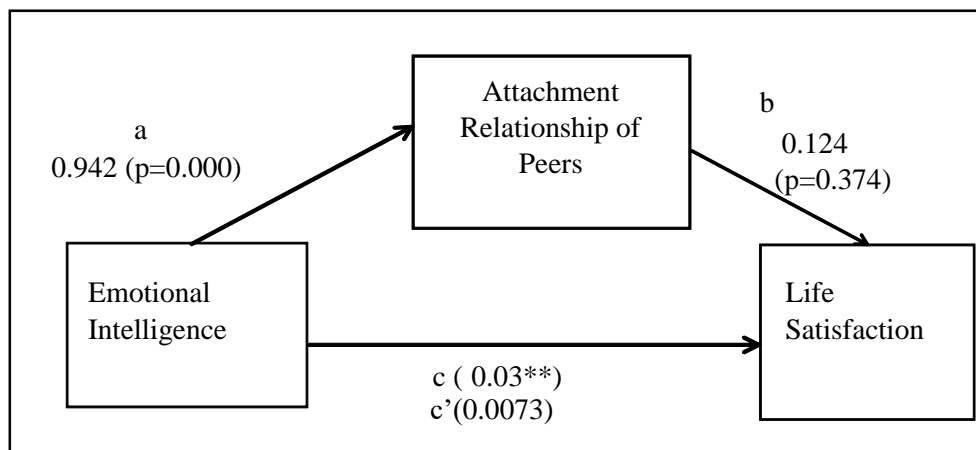 Attachment
Relationship of
Peers
a
0.942 (p=0.000)
b
0.124
(p=0.374)
Emotional
Intelligence
Life
Satisfaction
c ( 0.03**)
c’(0.0073)